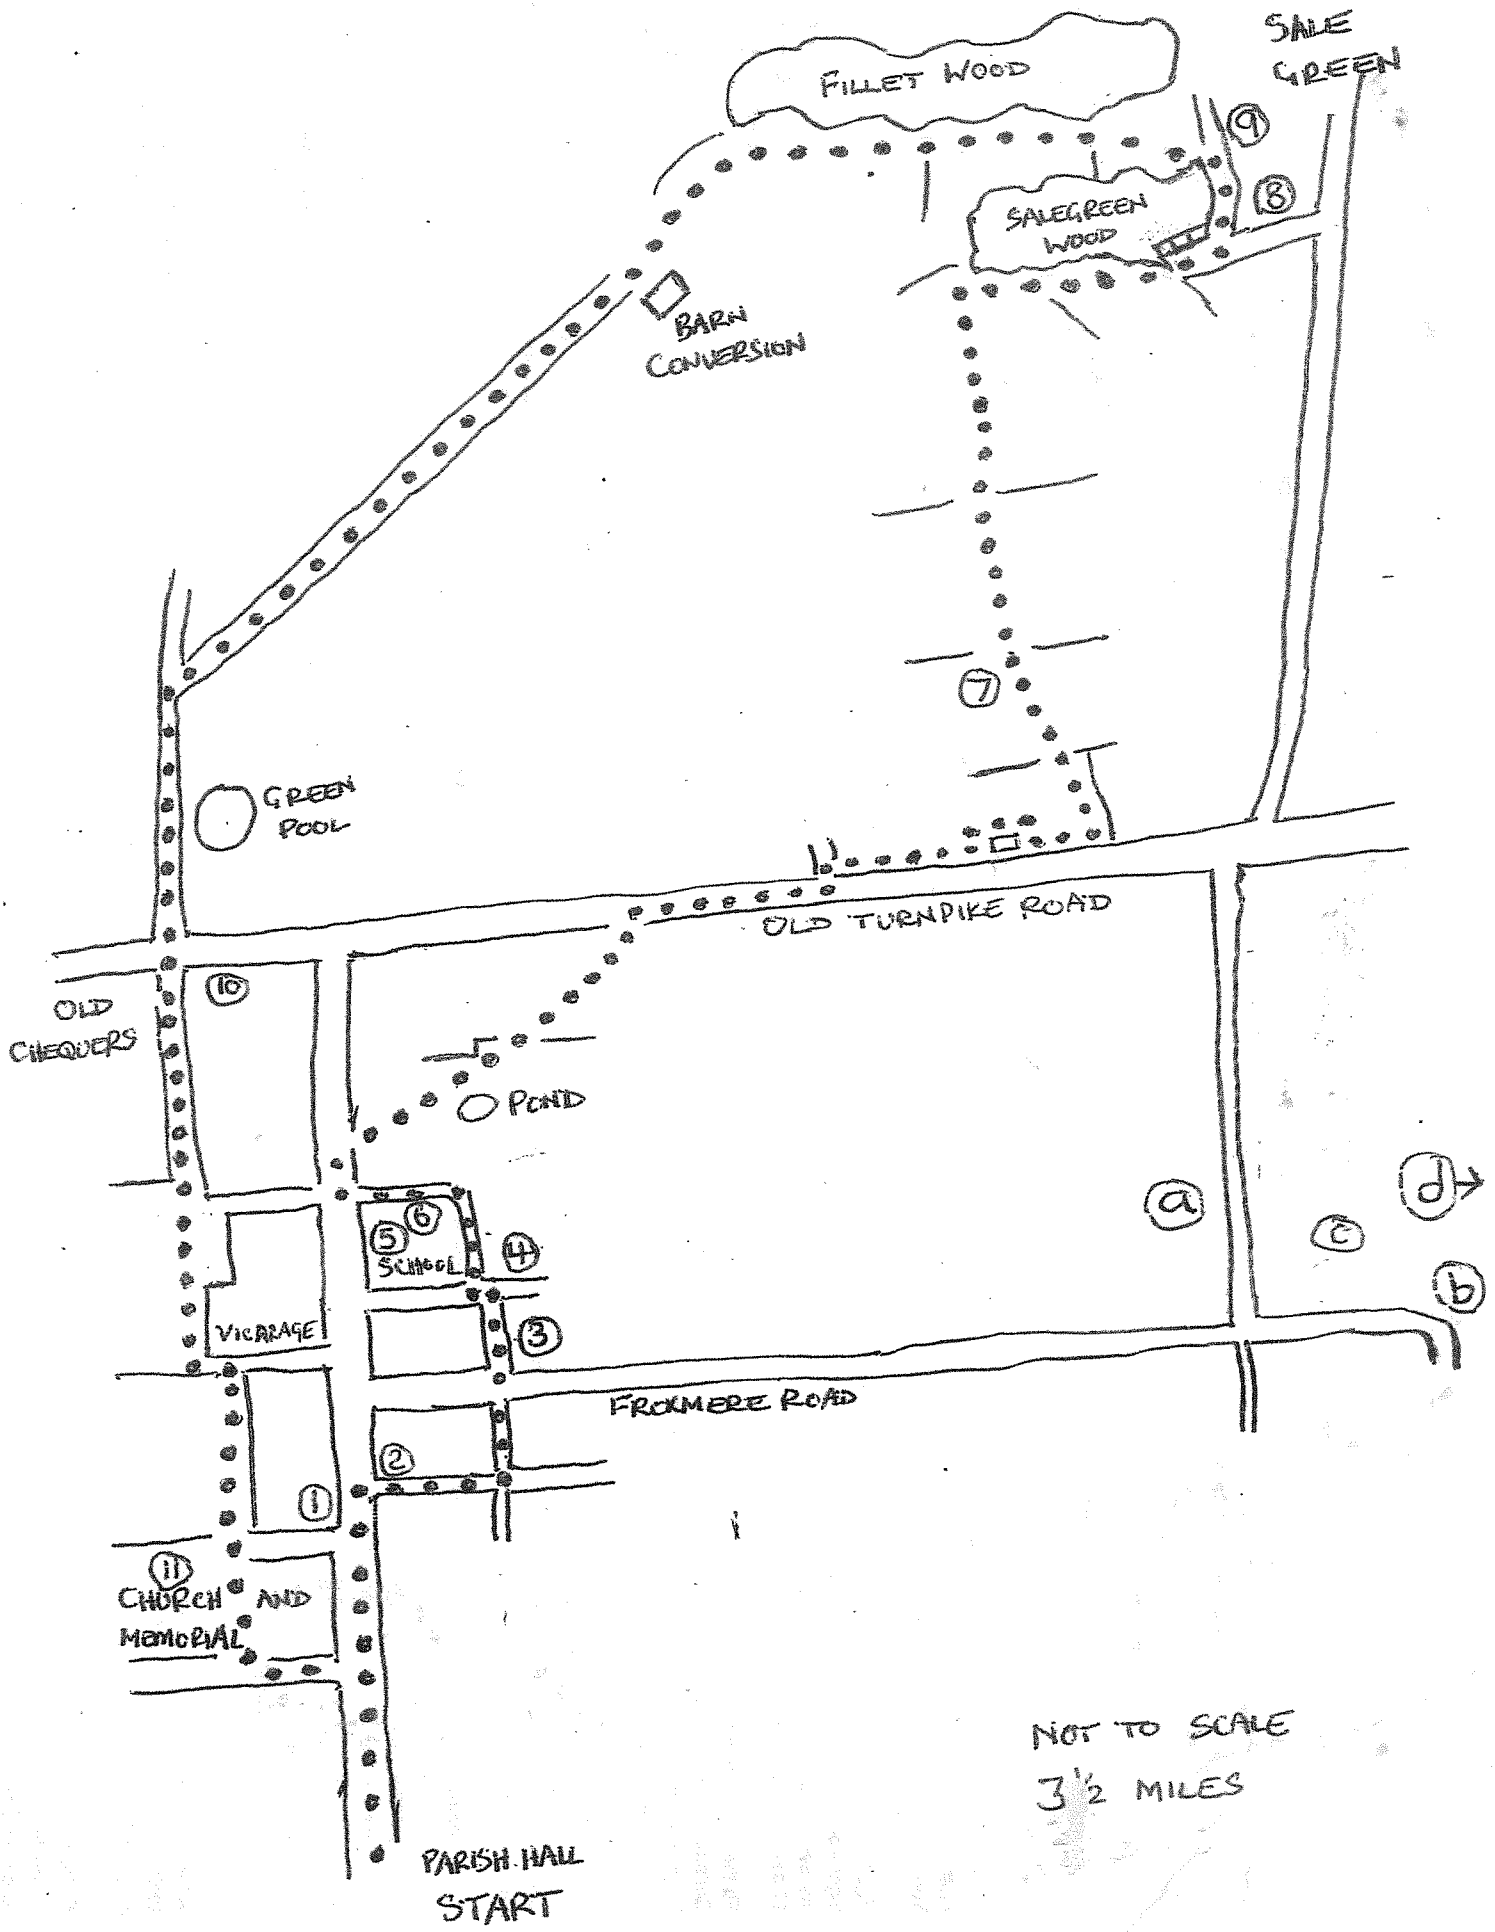 SALE
GREEN
FILLET WOOD
9
8
SALEGREEN
WOOD
BARN
CONVERSION
7
GREEN
POOL
OLD TURNPIKE ROAD
10
OLD
CHEQUERS
POND
d
a
6
c
5
4
SCHOOL
b
3
VICARAGE
FROXMERE ROAD
2
1
11
CHURCH AND
MEMORIAL
NOT TO SCALE
3 1/2 MILES
PARISH HALL
START